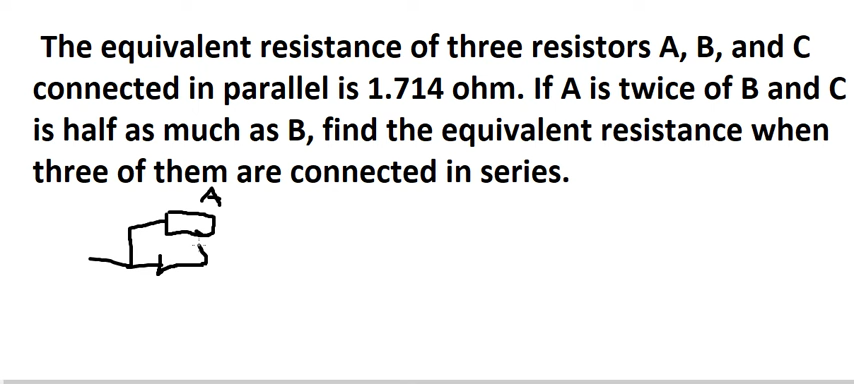 The equivalent resistance of three resistors A, B, and C
connected in parallel is 1.714 ohm. If A is twice of B and C
is half as much as B, find the equivalent resistance when
three of them are connected in series.
A